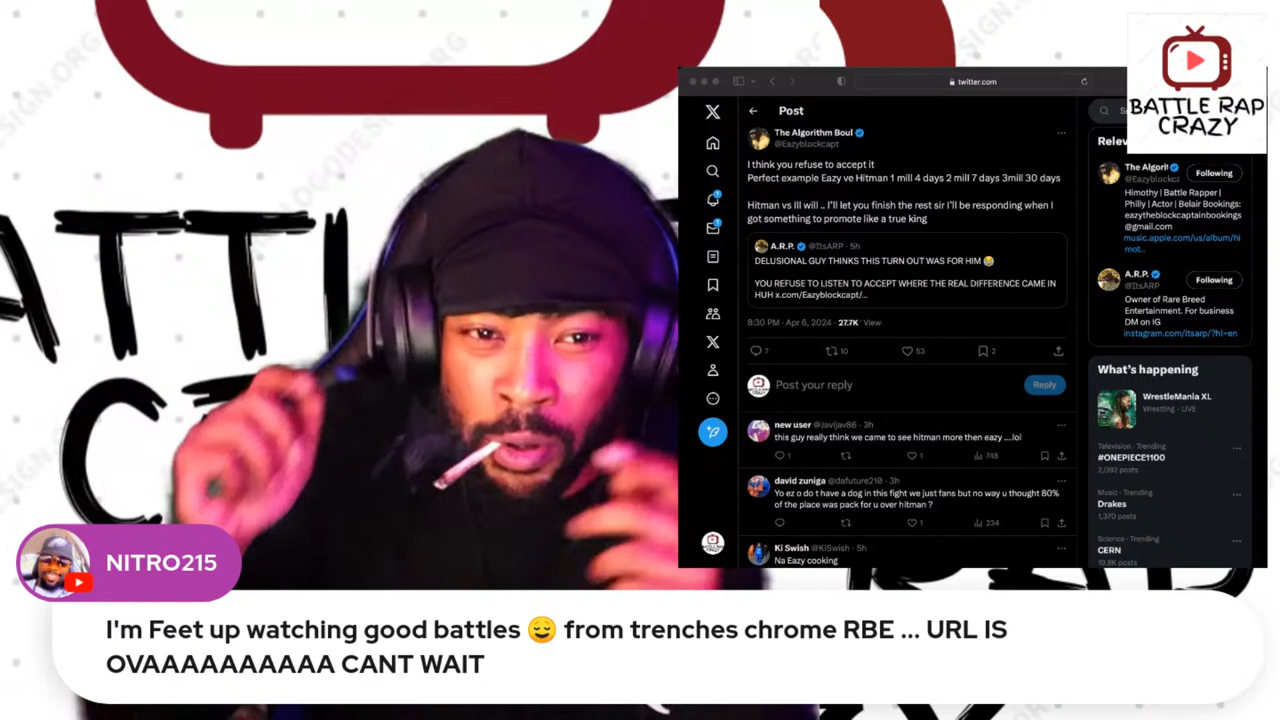 BATTLE RAP
CRAZY
twitter.com
Post
The Algorithm Boul
@Eazyblockcapt
I think you refuse to accept it
Perfect example Eazy ve Hitman 1 mill 4 days 2 mill 7 days 3mill 30 days
Hitman vs Ill will .. I'll let you finish the rest sir I'll be responding when I
got something to promote like a true king
A.R.P. @ItsARP · 5h
DELUSIONAL GUY THINKS THIS TURN OUT WAS FOR HIM 😂
YOU REFUSE TO LISTEN TO ACCEPT WHERE THE REAL DIFFERENCE CAME IN
HUH x.com/Eazyblockcapt/...
8:30 PM · Apr 6, 2024 · 27.7K View
7 10 53 2
Post your reply
Reply
new user @Javijav86 · 3h
this guy really think we came to see hitman more then eazy ....lol
1 1 748
david zuniga @dafuture210 · 3h
Yo ez o do t have a dog in this fight we just fans but no way u thought 80%
of the place was pack for u over hitman ?
1 234
Ki Swish @KiSwish · 5h
Na Eazy cooking
Relev
The Algorit
@Eazyblockc
Following
Himothy | Battle Rapper |
Philly | Actor | Belair Bookings:
eazytheblockcaptainbookings
@gmail.com
music.apple.com/us/album/hi
mot..
A.R.P.
@ItsARP
Following
Owner of Rare Breed
Entertainment. For business
DM on IG
instagram.com/itsarp/?hl=en
What's happening
WrestleMania XL
Wrestling · LIVE
Television · Trending
#ONEPIECE1100
2,092 posts
Music · Trending
Drakes
1,370 posts
Science · Trending
CERN
19.8K posts
NITRO215
I'm Feet up watching good battles 😌 from trenches chrome RBE ... URL IS
OVAAAAAAAAAA CANT WAIT